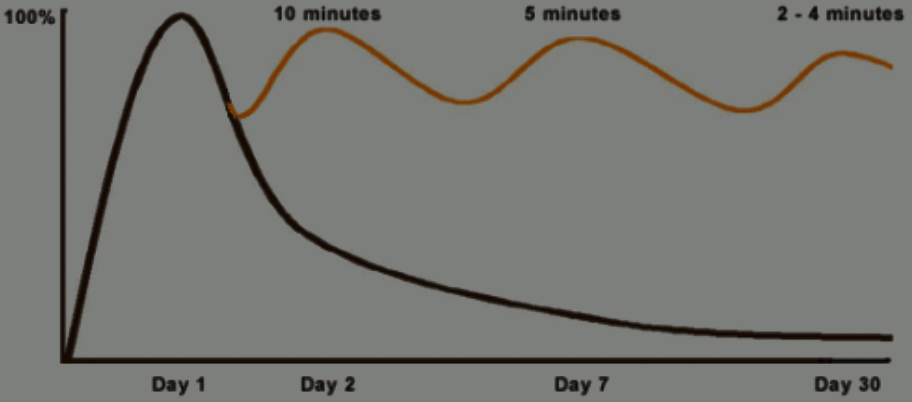 100%
10 minutes
5 minutes
2 - 4 minutes
Day 1
Day 2
Day 7
Day 30